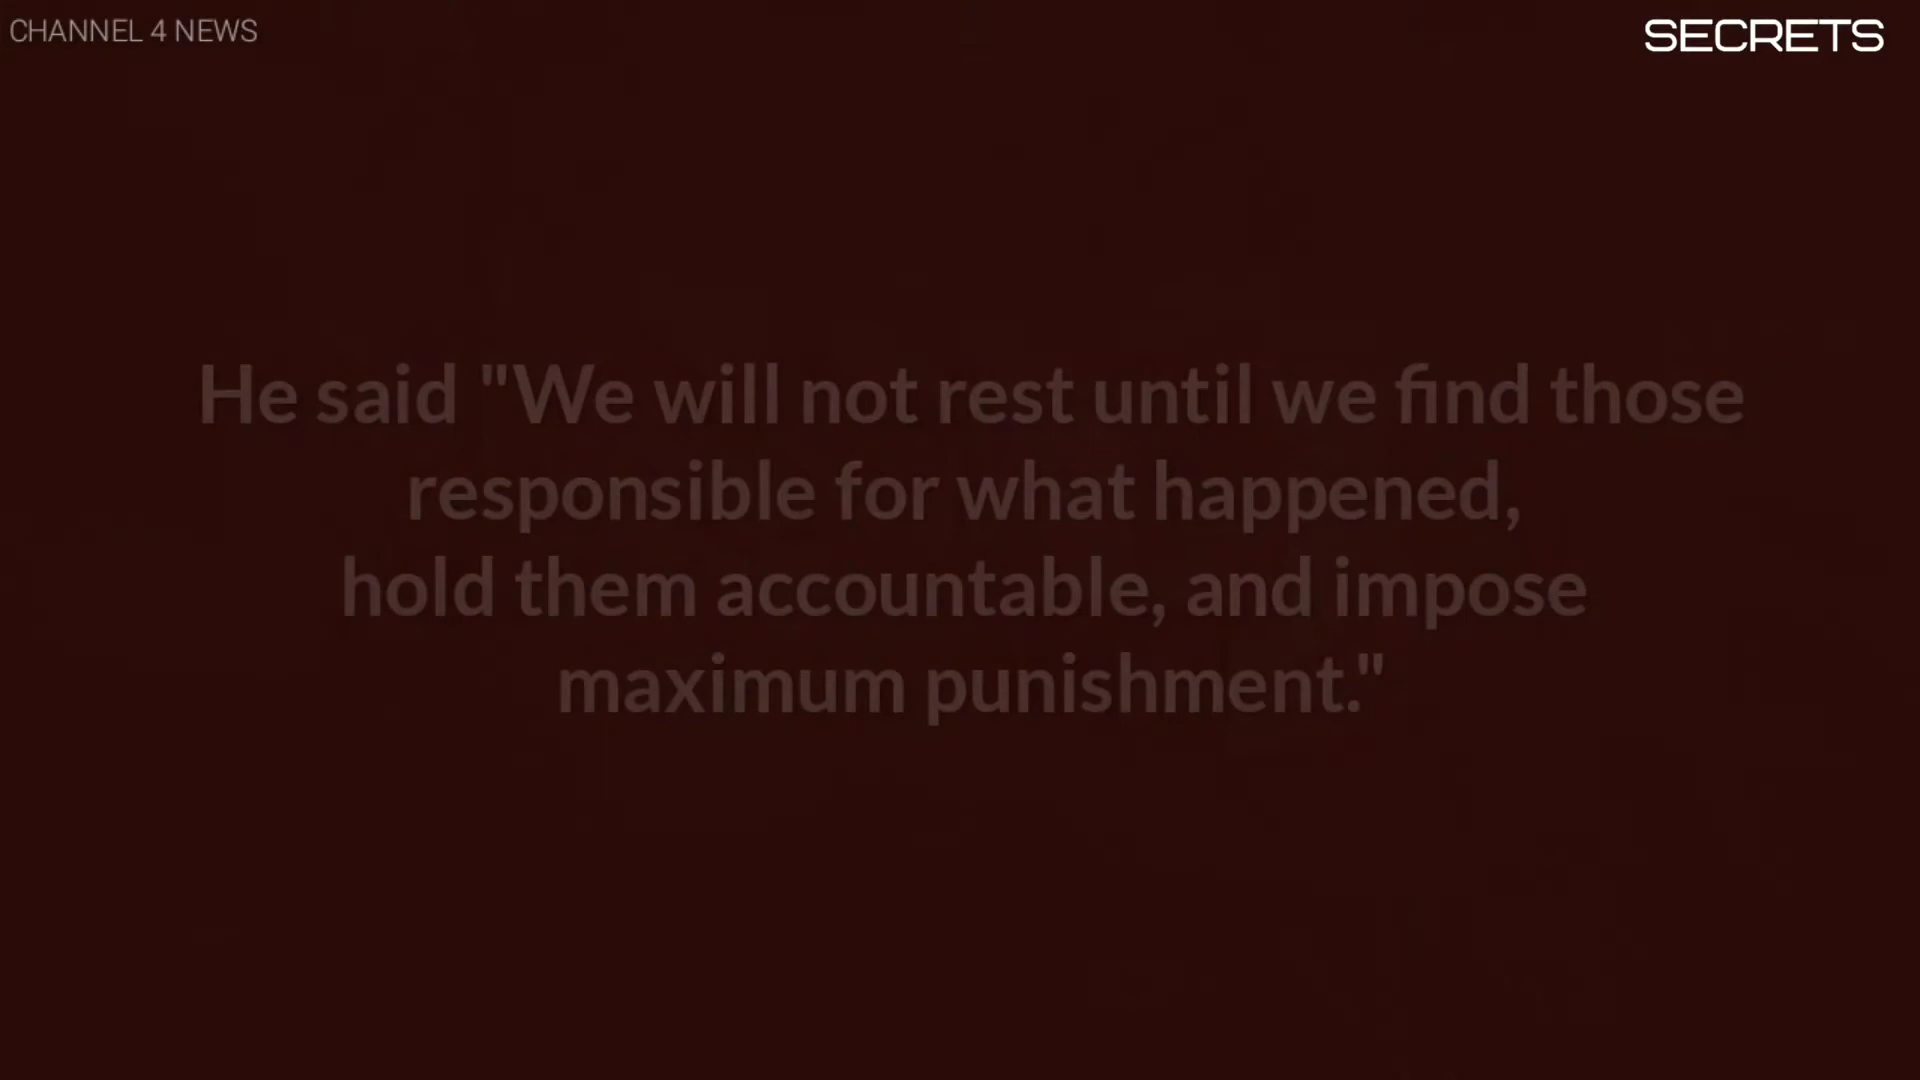 CHANNEL 4 NEWS
SECRETS
He said "We will not rest until we find those
responsible for what happened,
hold them accountable, and impose
maximum punishment."